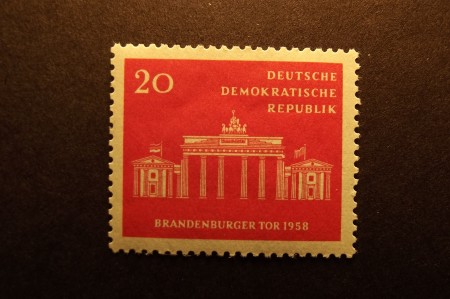 20
DEUTSCHE
DEMOKRATISCHE
REPUBLIK
BRANDENBURGER TOR 1958